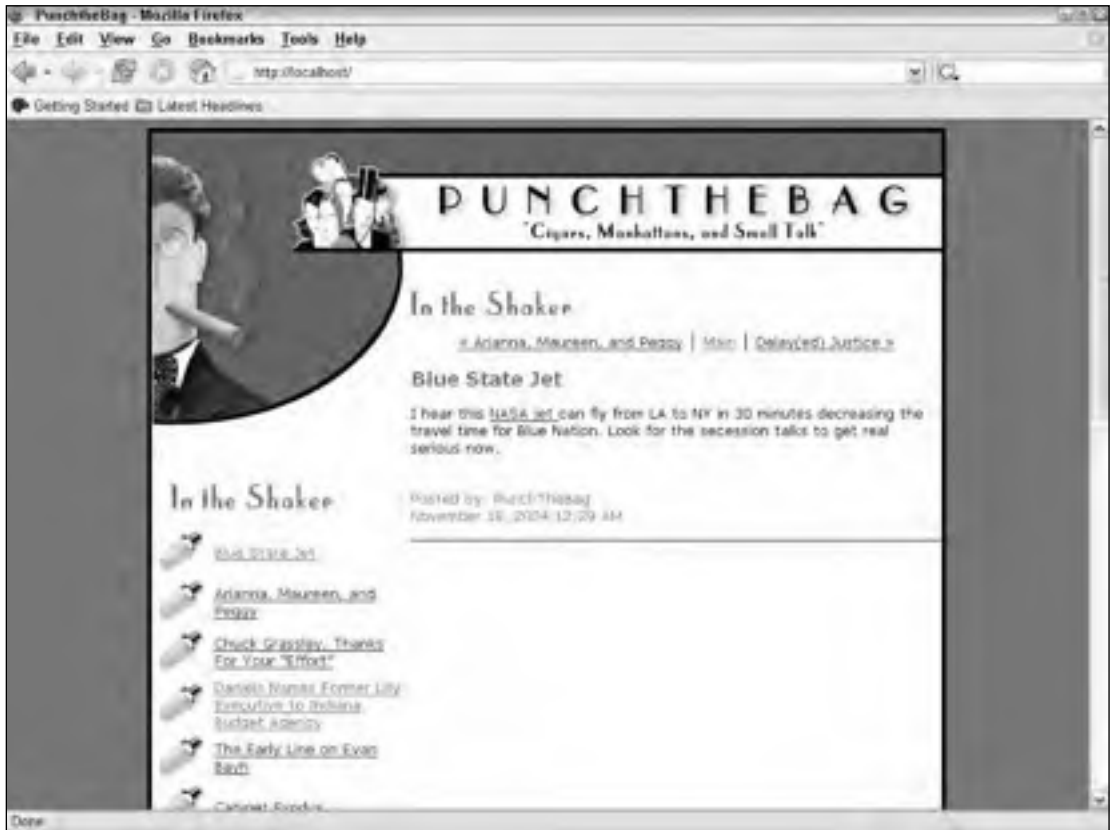 PunchtheBag - Mozilla Firefox
File Edit View Go Bookmarks Tools Help
http://localhost/
Getting Started Latest Headlines
PUNCHTHEBAG
"Cigars, Manhattans, and Small Talk"
In the Shaker
« Arianna, Maureen, and Peggy | Main | Delay(ed) Justice »
Blue State Jet
I hear this NASA jet can fly from LA to NY in 30 minutes decreasing the
travel time for Blue Nation. Look for the secession talks to get real
serious now.
Posted by: PunchTheBag
November 18, 2004 12:29 AM
In the Shaker
Blue State Jet
Arianna, Maureen, and
Peggy
Chuck Grassley, Thanks
For Your "Effort"
Daniels Names Former Lilly
Executive to Indiana
Budget Agency
The Early Line on Evan
Bayh
Cabinet Exodus
Done